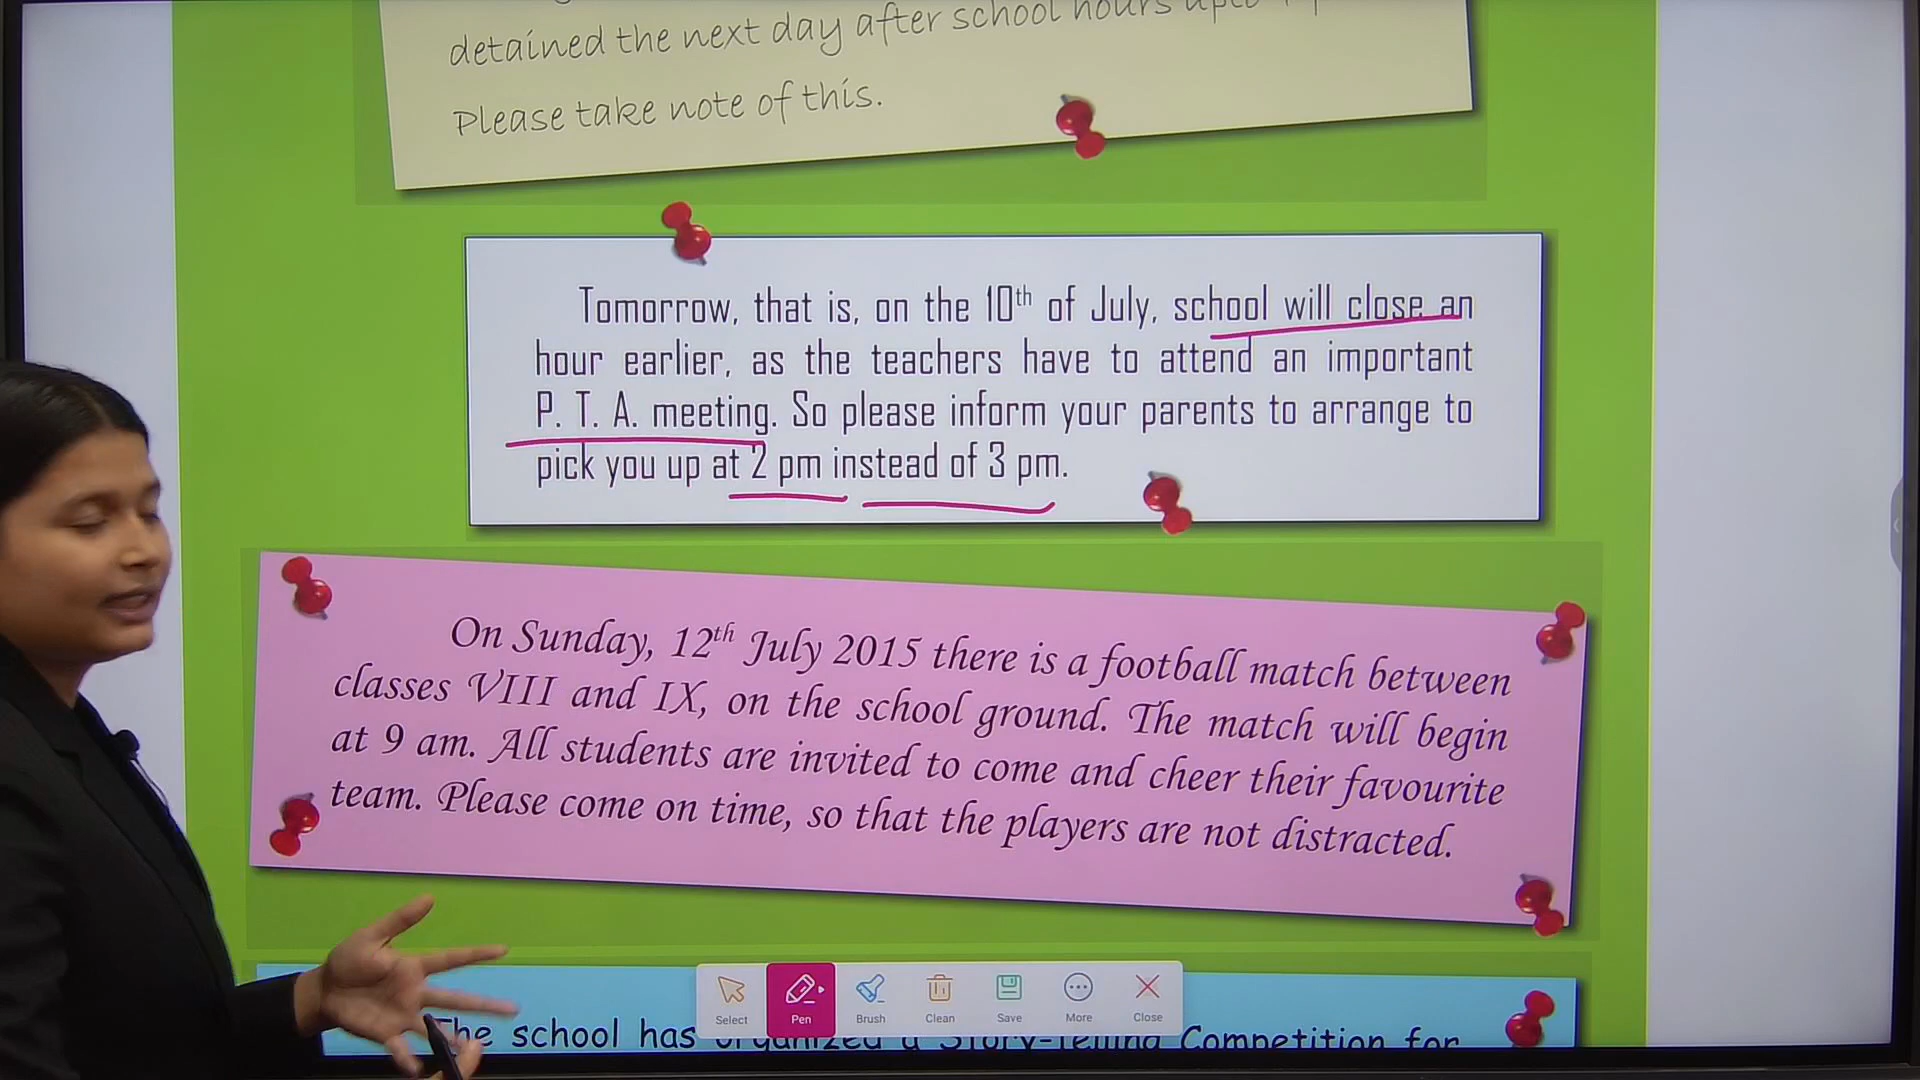 detained the next day after school hours upto
Please take note of this.
Tomorrow, that is, on the 10th of July, school will close an
hour earlier, as the teachers have to attend an important
P. T. A. meeting. So please inform your parents to arrange to
pick you up at 2 pm instead of 3 pm.
On Sunday, 12th July 2015 there is a football match between
classes VIII and IX, on the school ground. The match will begin
at 9 am. All students are invited to come and cheer their favourite
team. Please come on time, so that the players are not distracted.
Select Pen Brush Clean Save More Close
The school has organized a Story-Telling Competition for